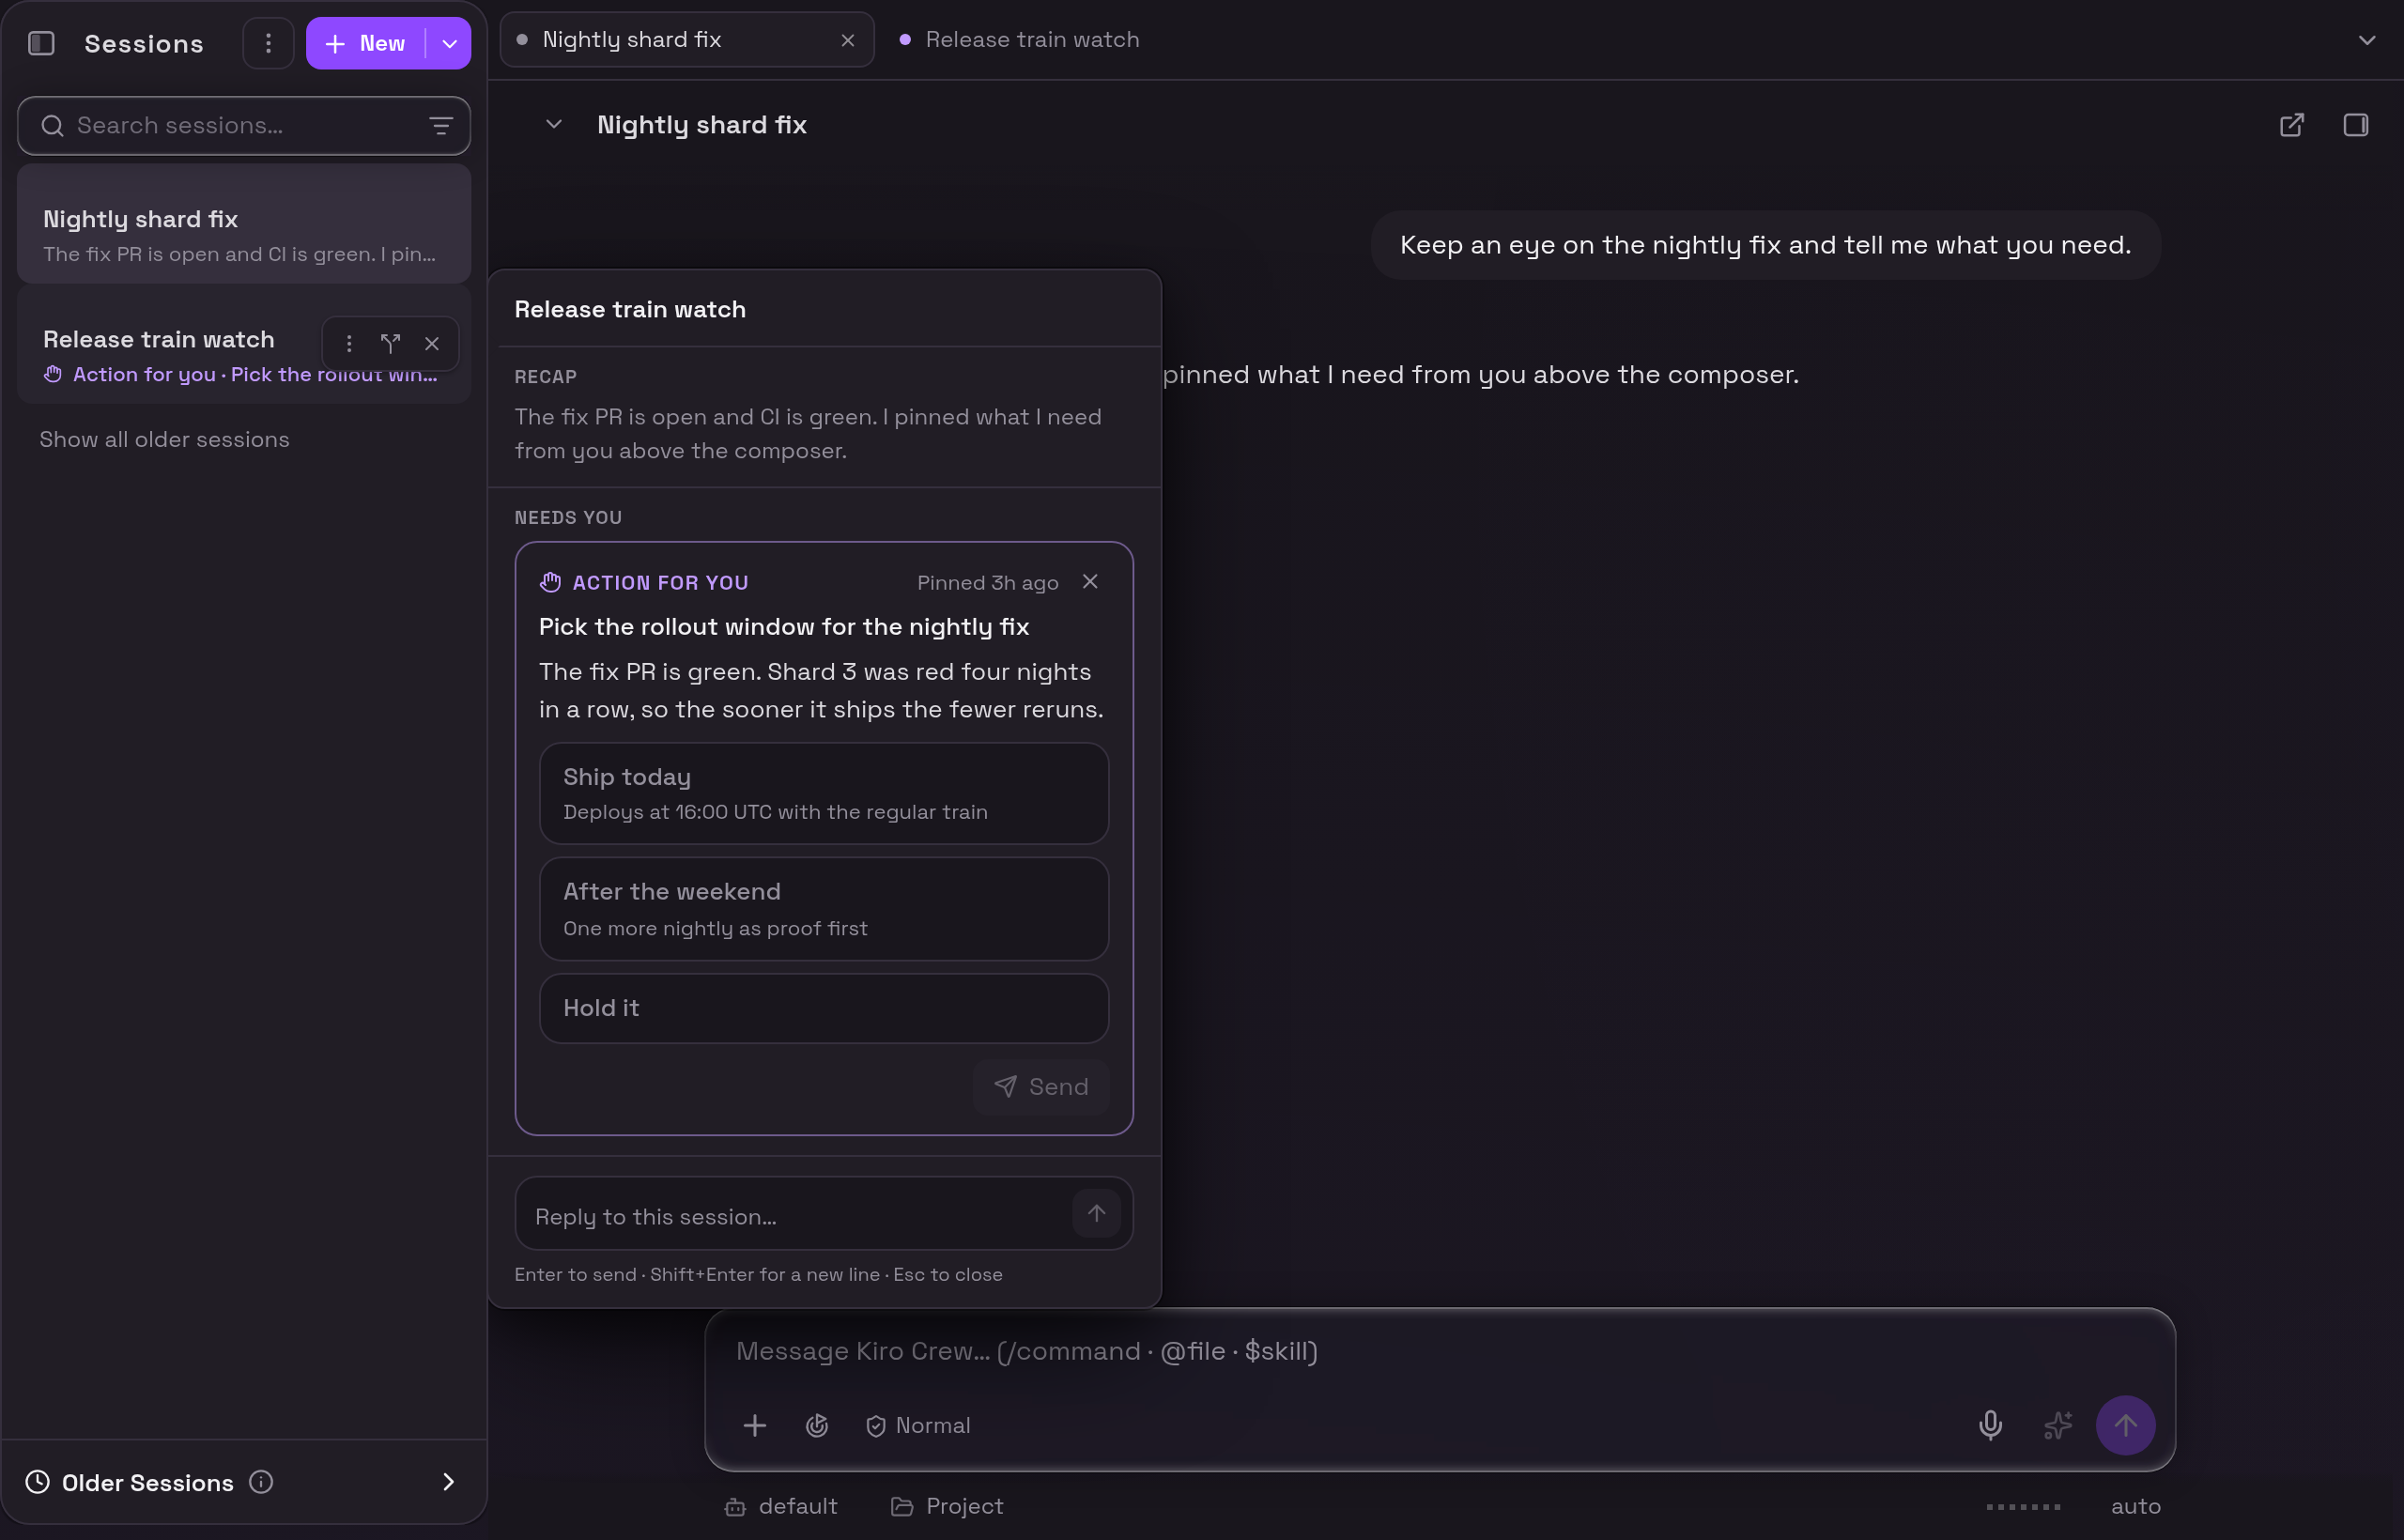 Sessions
New
Search sessions...
Nightly shard fix
The fix PR is open and CI is green. I pin...
Release train watch
Action for you · Pick the rollout win...
Show all older sessions
Older Sessions
Nightly shard fix
Release train watch
Nightly shard fix
Keep an eye on the nightly fix and tell me what you need.
pinned what I need from you above the composer.
Release train watch
RECAP
The fix PR is open and CI is green. I pinned what I need
from you above the composer.
NEEDS YOU
ACTION FOR YOU
Pinned 3h ago
Pick the rollout window for the nightly fix
The fix PR is green. Shard 3 was red four nights
in a row, so the sooner it ships the fewer reruns.
Ship today
Deploys at 16:00 UTC with the regular train
After the weekend
One more nightly as proof first
Hold it
Send
Reply to this session...
Enter to send · Shift+Enter for a new line · Esc to close
Message Kiro Crew... (/command · @file · $skill)
Normal
default
Project
auto